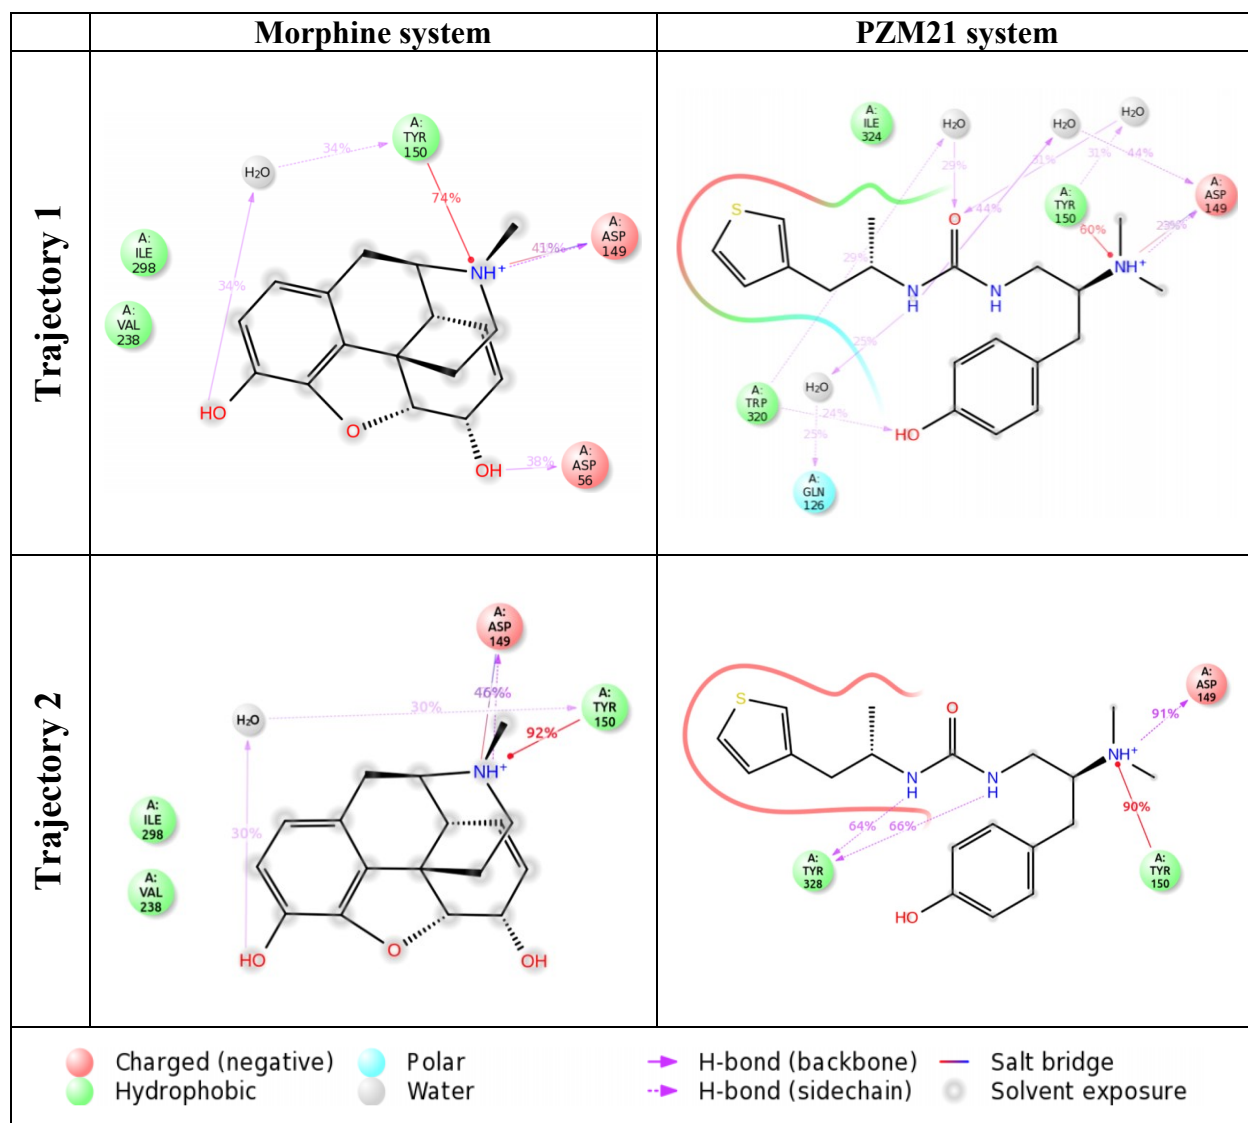 Morphine system
PZM21 system
Trajectory 1
A:
TYR
150
H₂O
34%
74%
A:
ASP
149
41%
NH⁺
A:
ILE
298
34%
A:
VAL
238
HO
O
OH
38%
A:
ASP
56
A:
ILE
324
H₂O
H₂O
H₂O
29%
31%
31%
44%
A:
ASP
149
S
O
44%
A:
TYR
150
60%
23%
NH⁺
29%
N
H
N
H
25%
H₂O
A:
TRP
320
24%
25%
HO
A:
GLN
126
Trajectory 2
A:
ASP
149
46%
A:
TYR
150
H₂O
30%
92%
NH⁺
A:
ILE
298
30%
A:
VAL
238
HO
O
OH
A:
ASP
149
S
O
91%
NH⁺
N
H
N
H
90%
64%
66%
A:
TYR
328
A:
TYR
150
HO
Charged (negative)
Polar
H-bond (backbone)
Salt bridge
Hydrophobic
Water
H-bond (sidechain)
Solvent exposure